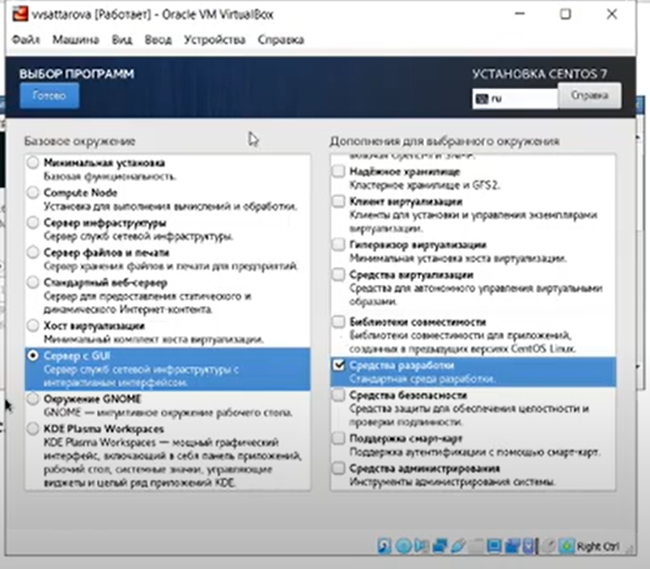 vvsattarova [Работает] - Oracle VM VirtualBox
Файл Машина Вид Ввод Устройства Справка
ВЫБОР ПРОГРАММ
УСТАНОВКА CENTOS 7
Готово
ru
Справка
Базовое окружение
Минимальная установка
Базовая функциональность.
Compute Node
Установка для выполнения вычислений и обработки.
Сервер инфраструктуры
Сервер служб сетевой инфраструктуры.
Сервер файлов и печати
Сервер хранения файлов и печати для предприятий.
Стандартный веб-сервер
Сервер для предоставления статического и
динамического Интернет-контента.
Хост виртуализации
Минимальный комплект хоста виртуализации.
Сервер с GUI
Сервер служб сетевой инфраструктуры с
интерактивным интерфейсом.
Окружение GNOME
GNOME — интуитивное окружение рабочего стола.
KDE Plasma Workspaces
KDE Plasma Workspaces — мощный графический
интерфейс, включающий в себя панель приложений,
рабочий стол, системные значки, управляющие
виджеты и целый ряд приложений KDE.
Дополнения для выбранного окружения
Надёжное хранилище
Кластерное хранилище и GFS2.
Клиент виртуализации
Клиенты для установки и управления экземплярами
виртуализации.
Гипервизор виртуализации
Минимальная установка хоста виртуализации.
Средства виртуализации
Средства для автономного управления виртуальными
образами.
Библиотеки совместимости
Библиотеки совместимости для приложений,
созданных в предыдущих версиях CentOS Linux.
Средства разработки
Стандартная среда разработки.
Средства безопасности
Средства защиты для обеспечения целостности и
проверки подлинности.
Поддержка смарт-карт
Поддержка аутентификации с помощью смарт-карт.
Средства администрирования
Инструменты администрирования системы.
Right Ctrl